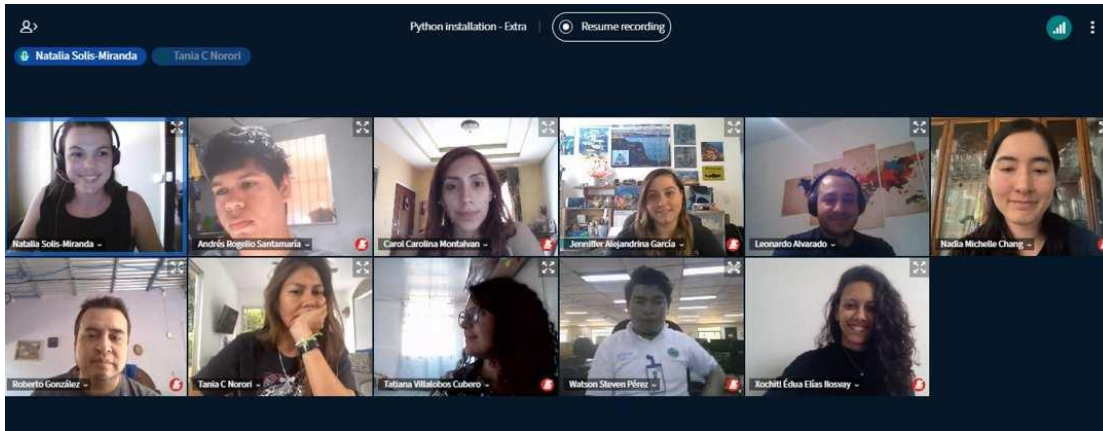 Python installation - Extra
Resume recording
Natalia Solis-Miranda
Tania C Norori
Natalia Solis-Miranda
Andrés Rogelio Santamaría
Carol Carolina Montalvan
Jenniffer Alejandrina García
Leonardo Alvarado
Nadia Michelle Chang
Roberto González
Tania C Norori
Tatiana Villalobos Cubero
Watson Steven Pérez
Xochitl Édua Elías Ilosvay